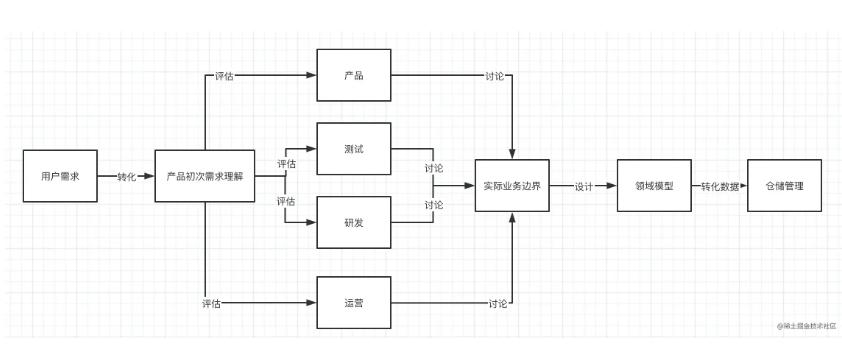 评估
产品
讨论
测试
评估
讨论
用户需求
转化
产品初次需求理解
实际业务边界
设计
领域模型
转化数据
仓储管理
评估
讨论
研发
评估
运营
讨论
@稀土掘金技术社区